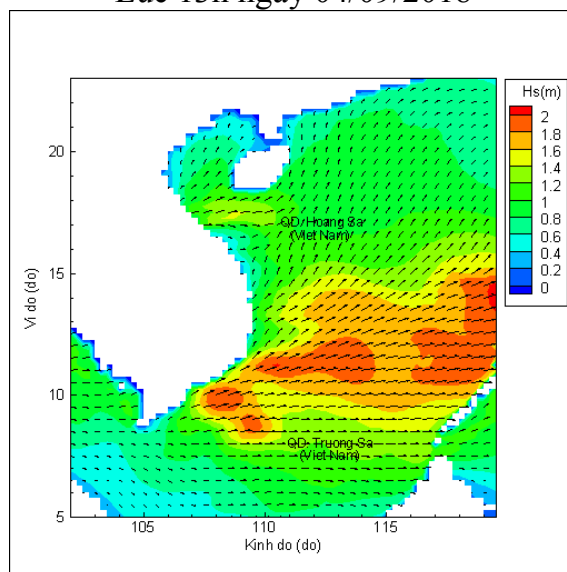 Lúc 13h ngày 04/09/2018
Hs(m)
2
1.8
1.6
1.4
1.2
1
0.8
0.6
0.4
0.2
0
20
15
10
5
Vi do (do)
QD. Hoang Sa
(Viet Nam)
QD. Truong Sa
(Viet Nam)
105
110
115
Kinh do (do)